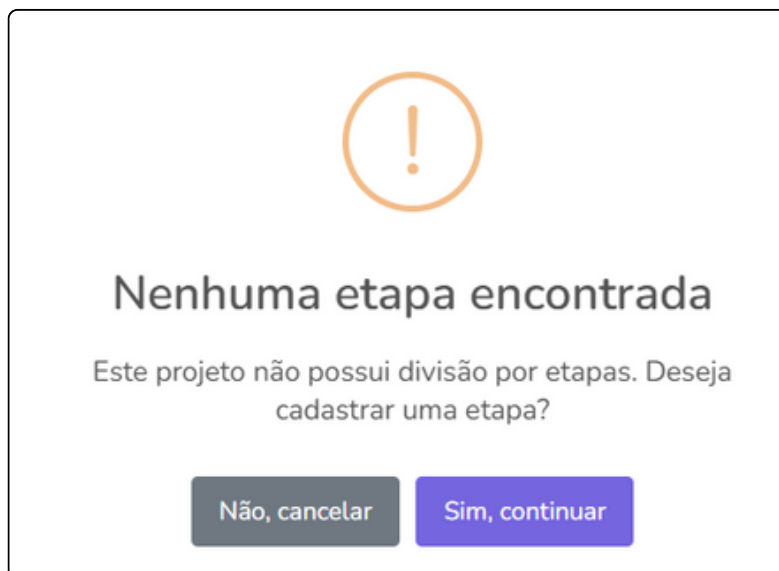 !
Nenhuma etapa encontrada
Este projeto não possui divisão por etapas. Deseja
cadastrar uma etapa?
Não, cancelar
Sim, continuar